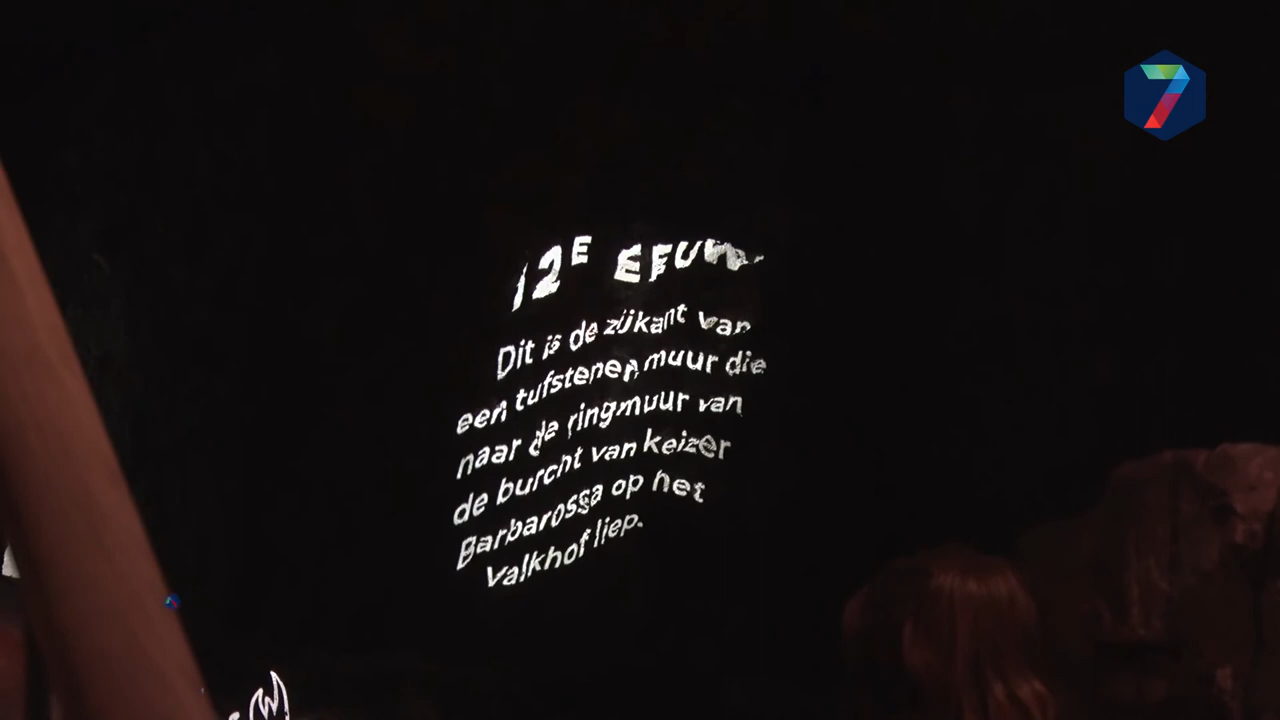 12E EEUW
Dit is de zijkant van
een tufstenen muur die
naar de ringmuur van
de burcht van keizer
Barbarossa op het
Valkhof liep.
7